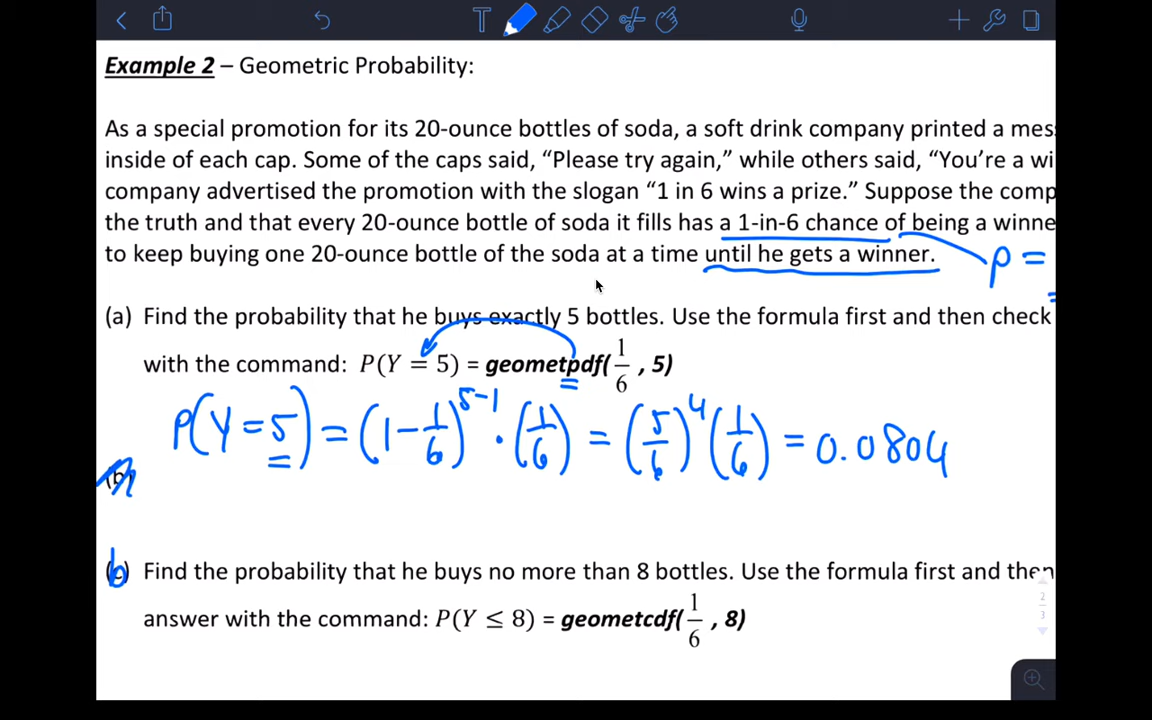 Example 2 – Geometric Probability:
As a special promotion for its 20-ounce bottles of soda, a soft drink company printed a mes
inside of each cap. Some of the caps said, “Please try again,” while others said, “You’re a wi
company advertised the promotion with the slogan “1 in 6 wins a prize.” Suppose the comp
the truth and that every 20-ounce bottle of soda it fills has a 1-in-6 chance of being a winne
to keep buying one 20-ounce bottle of the soda at a time until he gets a winner.
p =
(a) Find the probability that he buys exactly 5 bottles. Use the formula first and then check
with the command: P(Y = 5) = geometpdf(1/6 , 5)
P(Y = 5) = (1 − 1/6)^(5−1) · (1/6) = (5/6)^4 (1/6) = 0.0804
(b)
b Find the probability that he buys no more than 8 bottles. Use the formula first and then
answer with the command: P(Y ≤ 8) = geometcdf(1/6 , 8)
2/3